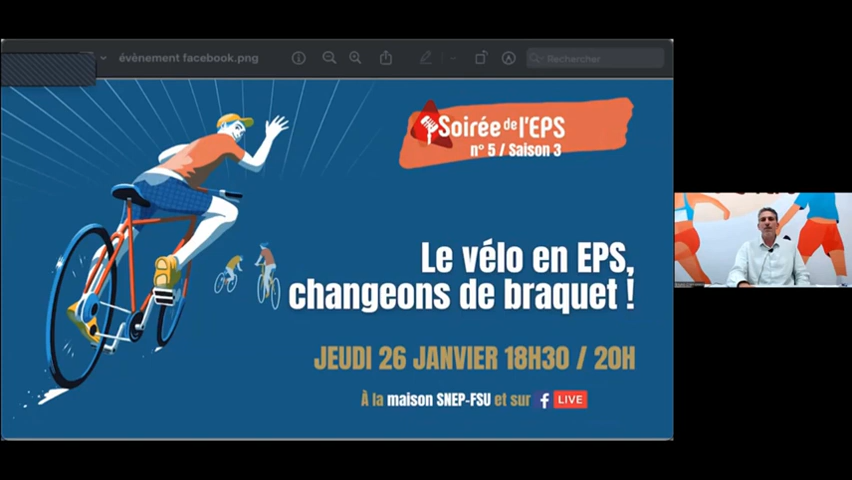 évènement facebook.png
Rechercher
Soirée de l'EPS
n° 5 / Saison 3
Le vélo en EPS,
changeons de braquet !
JEUDI 26 JANVIER 18H30 / 20H
À la maison SNEP-FSU et sur f LIVE